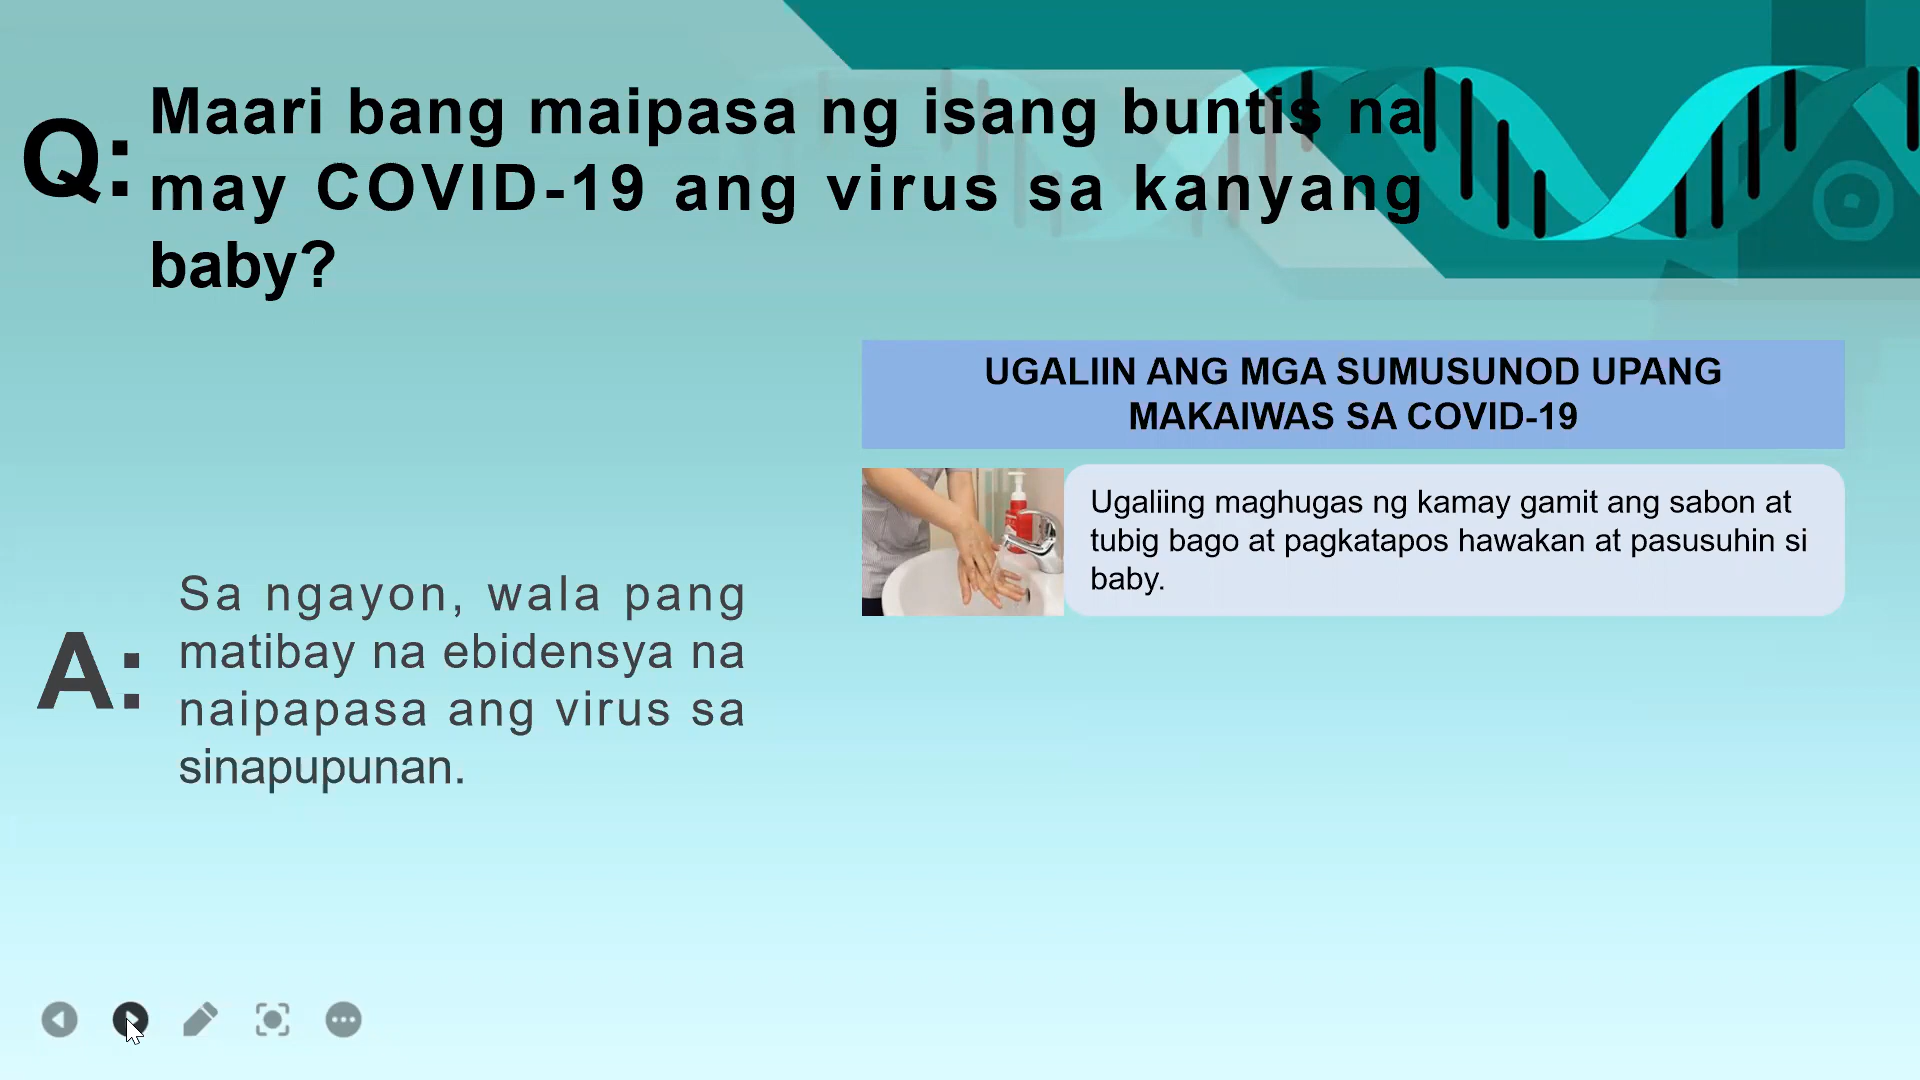 Q:
Maari bang maipasa ng isang buntis na
may COVID-19 ang virus sa kanyang
baby?
UGALIIN ANG MGA SUMUSUNOD UPANG
MAKAIWAS SA COVID-19
Ugaliing maghugas ng kamay gamit ang sabon at
tubig bago at pagkatapos hawakan at pasusuhin si
baby.
A:
Sa ngayon, wala pang
matibay na ebidensya na
naipapasa ang virus sa
sinapupunan.